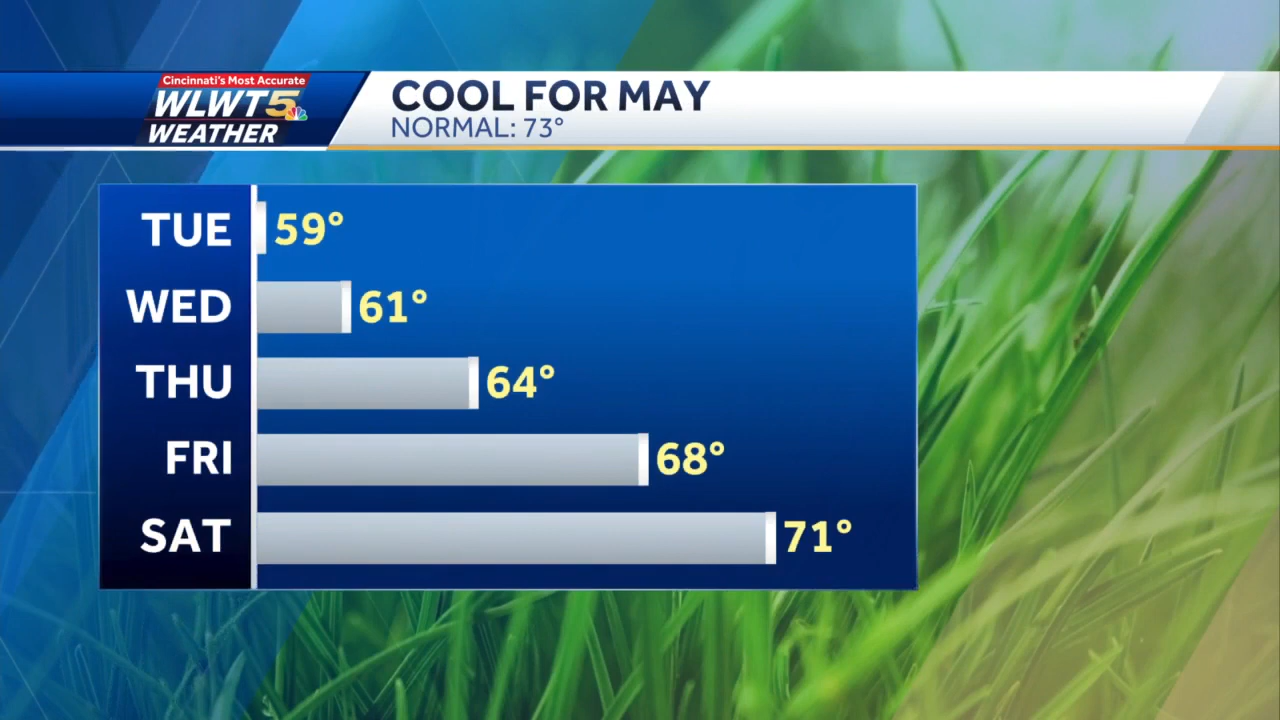 Cincinnati's Most Accurate
WLWT5
WEATHER
COOL FOR MAY
NORMAL: 73°
TUE 59°
WED 61°
THU 64°
FRI 68°
SAT 71°